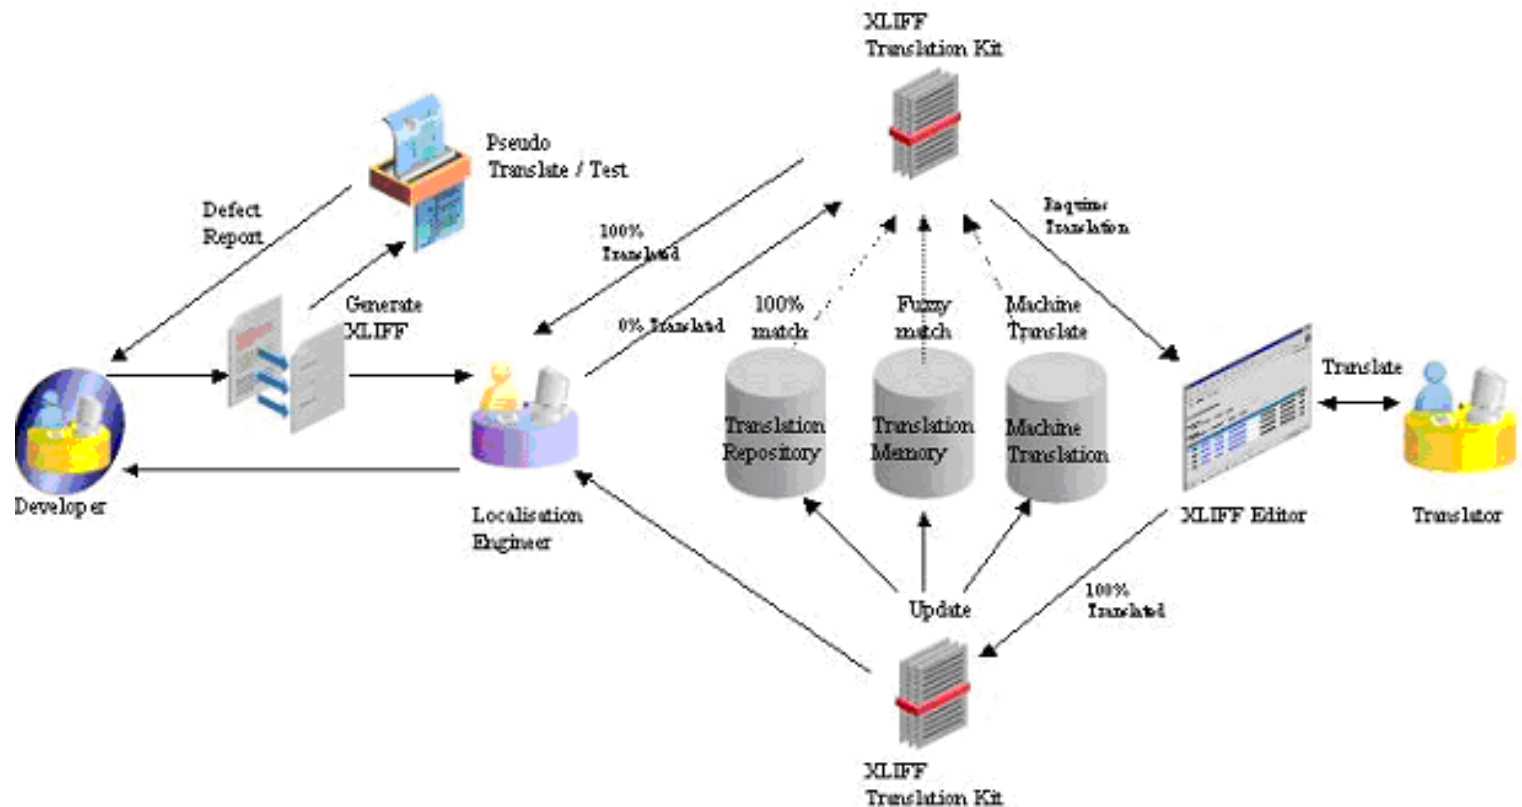 XLIFF
Translation Kit
Pseudo
Translate / Test
Defect
Report
100%
Translated
Requires
Translation
Generate
XLIFF
0% Translated
100%
match
Fuzzy
match
Machine
Translate
Translate
Translation
Repository
Translation
Memory
Machine
Translation
Developer
Localisation
Engineer
XLIFF Editor
Translator
100%
Translated
Update
XLIFF
Translation Kit